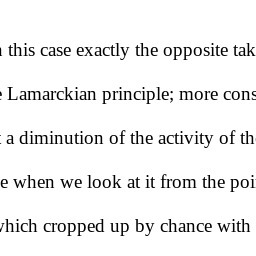 this case exactly the opposite tak
Lamarckian principle; more cons
a diminution of the activity of th
e when we look at it from the poi
which cropped up by chance with